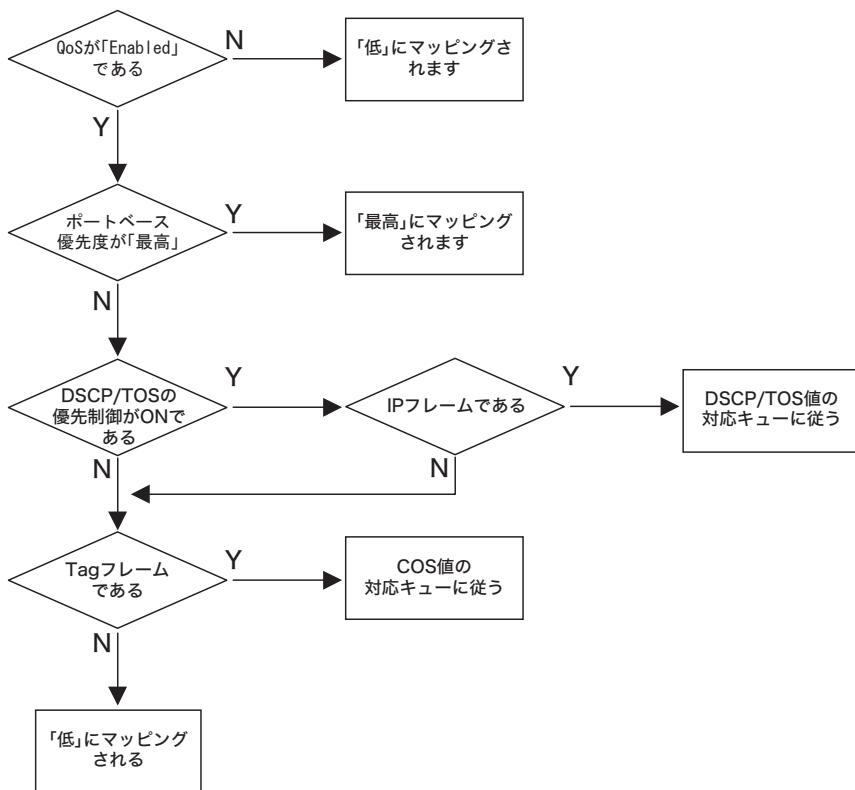 QoSが「Enabled」
である
N
「低」にマッピングさ
れます
Y
ポートベース
優先度が「最高」
Y
「最高」にマッピング
されます
N
DSCP/TOSの
優先制御がONで
ある
Y
IPフレームである
Y
DSCP/TOS値の
対応キューに従う
N
N
Tagフレーム
である
Y
COS値の
対応キューに従う
N
「低」にマッピング
される